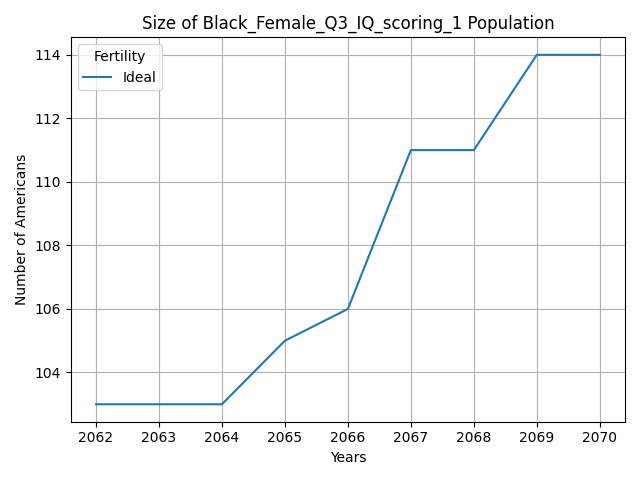 Size of Black_Female_Q3_IQ_scoring_1 Population
Fertility
Ideal
Number of Americans
114
112
110
108
106
104
2062 2063 2064 2065 2066 2067 2068 2069 2070
Years